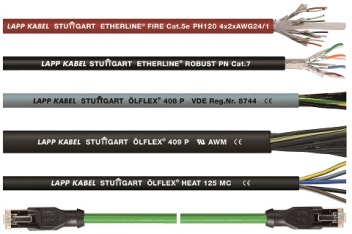 LAPP KABEL STUTTGART ETHERLINE® FIRE Cat.5e PH120 4x2xAWG24/1
LAPP KABEL STUTTGART ETHERLINE® ROBUST PN Cat.7
LAPP KABEL STUTTGART ÖLFLEX® 408 P VDE Reg.Nr. 8744 CE
LAPP KABEL STUTTGART ÖLFLEX® 409 P AWM CE
LAPP KABEL STUTTGART ÖLFLEX® HEAT 125 MC CE